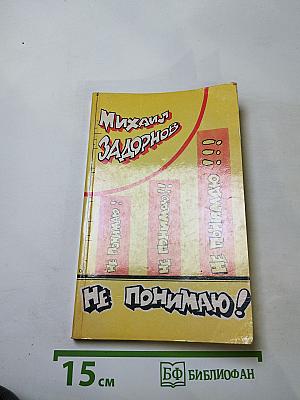 Михаил
ЗАДОРНОВ
НЕ ПОНИМАЮ!
НЕ ПОНИМАЮ!!
НЕ ПОНИМАЮ!!!
НЕ ПОНИМАЮ!
15 см
БФ БИБЛИОФАН